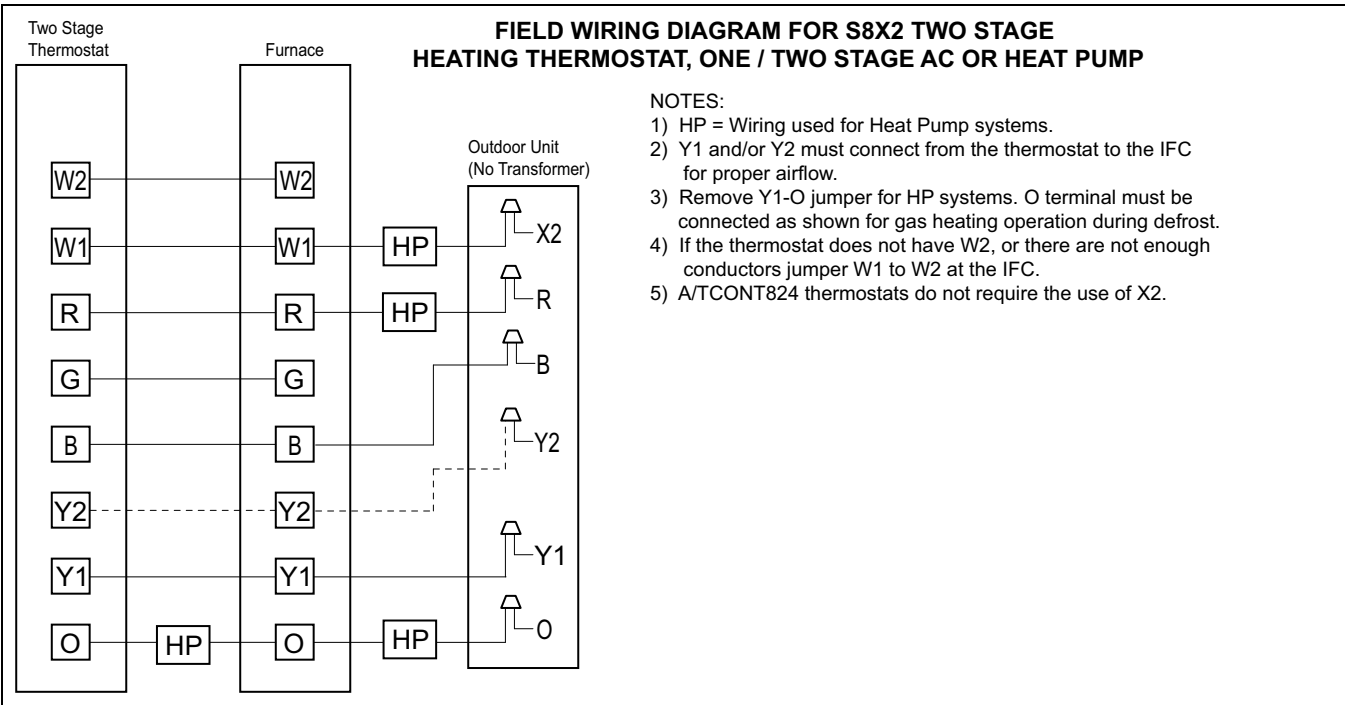 Two Stage
Thermostat
Furnace
FIELD WIRING DIAGRAM FOR S8X2 TWO STAGE
HEATING THERMOSTAT, ONE / TWO STAGE AC OR HEAT PUMP
NOTES:
1) HP = Wiring used for Heat Pump systems.
2) Y1 and/or Y2 must connect from the thermostat to the IFC
for proper airflow.
3) Remove Y1-O jumper for HP systems. O terminal must be
connected as shown for gas heating operation during defrost.
4) If the thermostat does not have W2, or there are not enough
conductors jumper W1 to W2 at the IFC.
5) A/TCONT824 thermostats do not require the use of X2.
Outdoor Unit
(No Transformer)
W2 W2
W1 W1 HP X2
R R HP R
G G
B B B
Y2 Y2 Y2
Y1 Y1 Y1
O HP O HP O